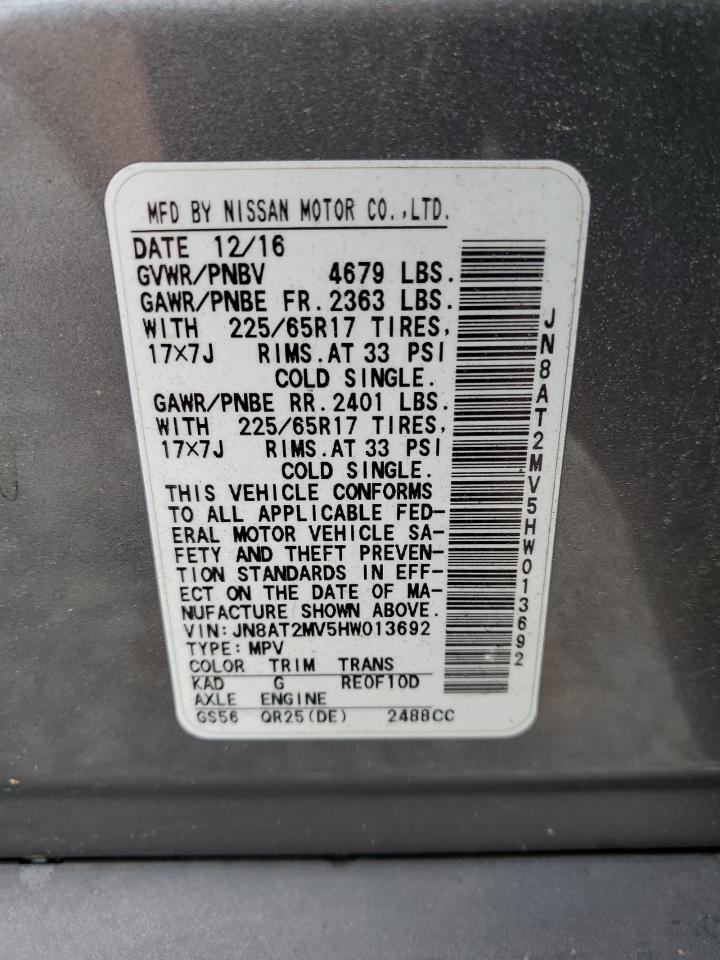 MFD BY NISSAN MOTOR CO.,LTD.
DATE 12/16
GVWR/PNBV 4679 LBS.
GAWR/PNBE FR. 2363 LBS.
WITH 225/65R17 TIRES,
17×7J RIMS. AT 33 PSI
COLD SINGLE.
GAWR/PNBE RR. 2401 LBS.
WITH 225/65R17 TIRES,
17×7J RIMS. AT 33 PSI
COLD SINGLE.
THIS VEHICLE CONFORMS
TO ALL APPLICABLE FED-
ERAL MOTOR VEHICLE SA-
FETY AND THEFT PREVEN-
TION STANDARDS IN EFF-
ECT ON THE DATE OF MA-
NUFACTURE SHOWN ABOVE.
VIN: JN8AT2MV5HW013692
TYPE: MPV
COLOR TRIM TRANS
KAD G RE0F10D
AXLE ENGINE
GS56 QR25(DE) 2488CC
JN8AT2MV5HW013692